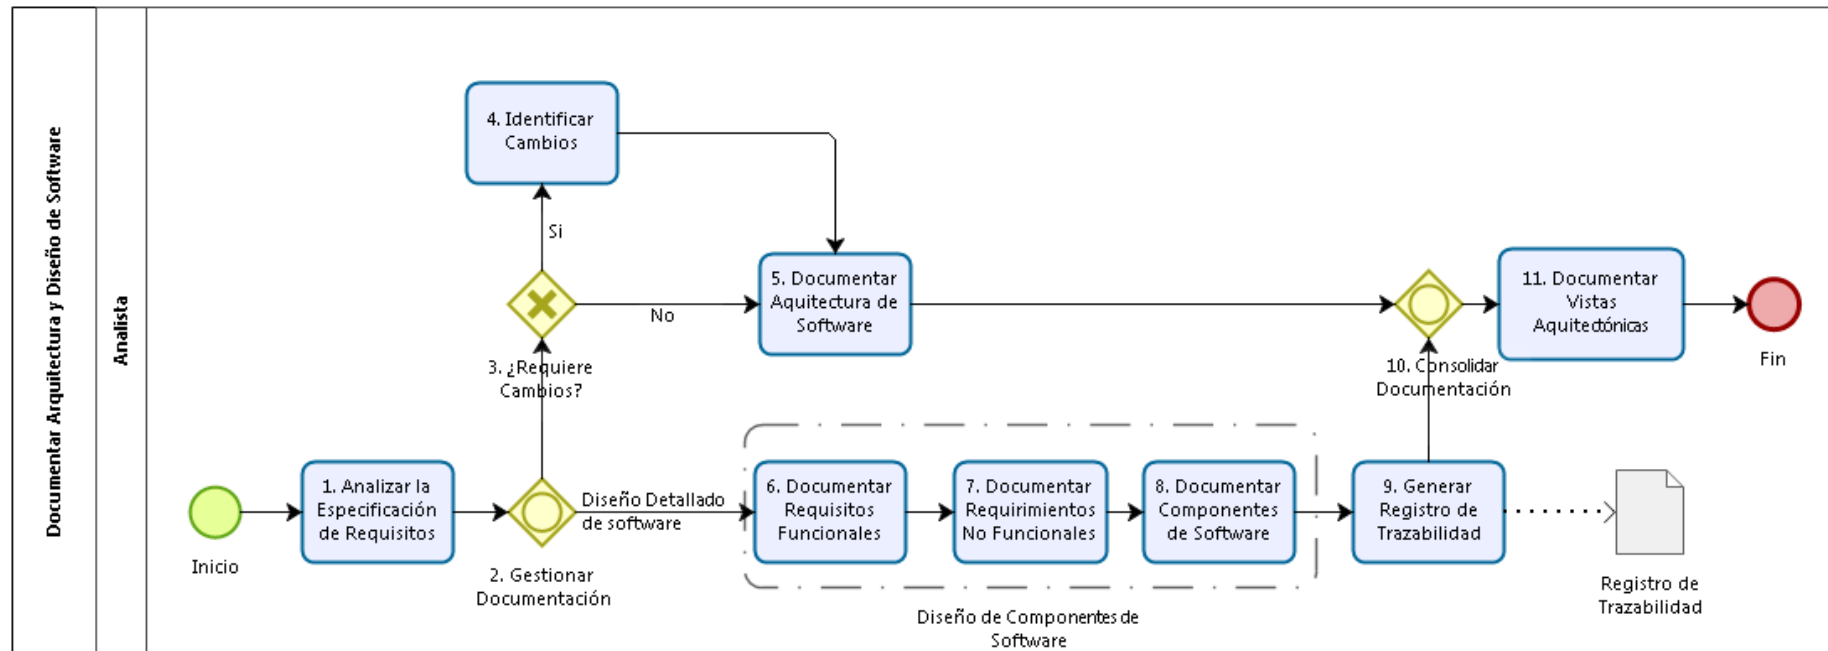 Documentar Arquitectura y Diseño de Software
Analista
4. Identificar
Cambios
Si
5. Documentar
Aquitectura de
Software
No
3. ¿Requiere
Cambios?
11. Documentar
Vistas
Aquitectónicas
10. Consolidar
Documentación
Fin
Inicio
1. Analizar la
Especificación
de Requisitos
2. Gestionar
Documentación
Diseño Detallado
de software
6. Documentar
Requisitos
Funcionales
7. Documentar
Requirimientos
No Funcionales
8. Documentar
Componentes
de Software
Diseño de Componentes de
Software
9. Generar
Registro de
Trazabilidad
Registro de
Trazabilidad